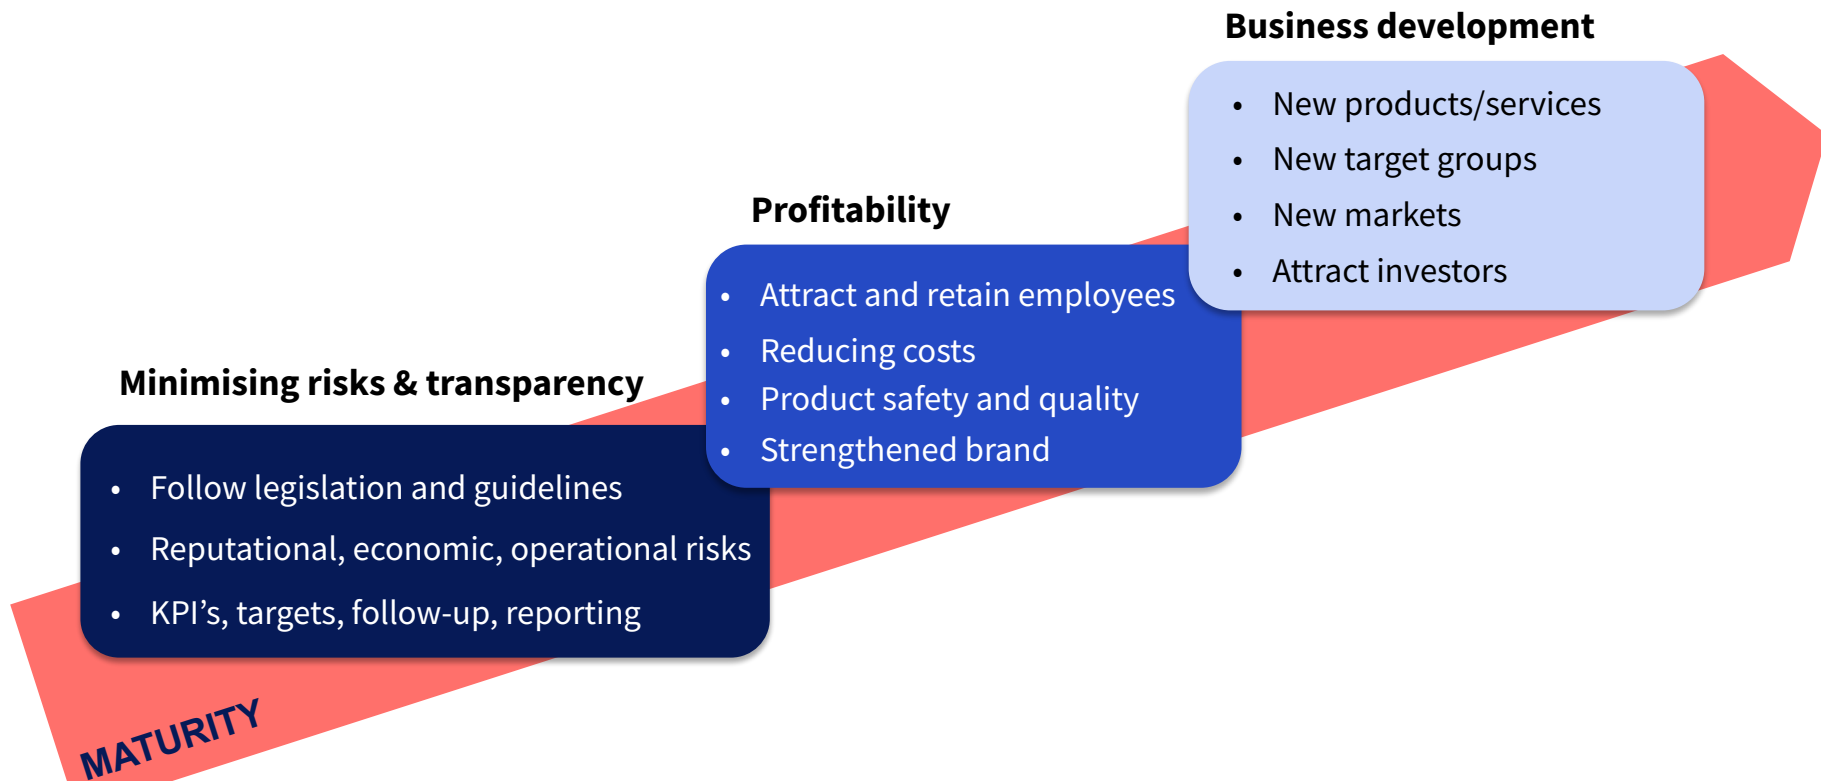 Business development
• New products/services
• New target groups
• New markets
• Attract investors
Profitability
• Attract and retain employees
• Reducing costs
• Product safety and quality
• Strengthened brand
Minimising risks & transparency
• Follow legislation and guidelines
• Reputational, economic, operational risks
• KPI’s, targets, follow-up, reporting
MATURITY